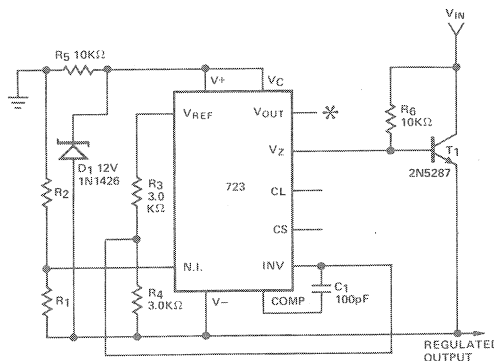 VIN
R5 10KΩ
V+
VC
VREF
VOUT
R6
10KΩ
D1 12V
1N1426
R3
3.0
KΩ
723
VZ
T1
2N5287
R2
CL
CS
N.I.
INV
R1
R4
3.0KΩ
V−
COMP
C1
100pF
REGULATED
OUTPUT